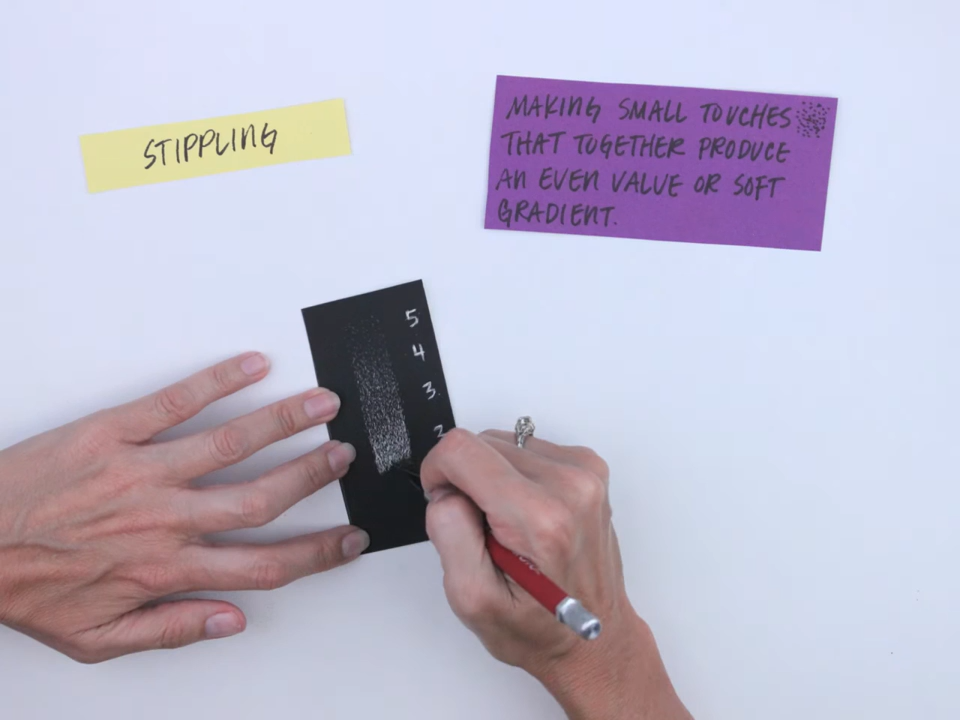 STIPPLING
MAKING SMALL TOUCHES
THAT TOGETHER PRODUCE
AN EVEN VALUE OR SOFT
GRADIENT.
5
4
3.
2